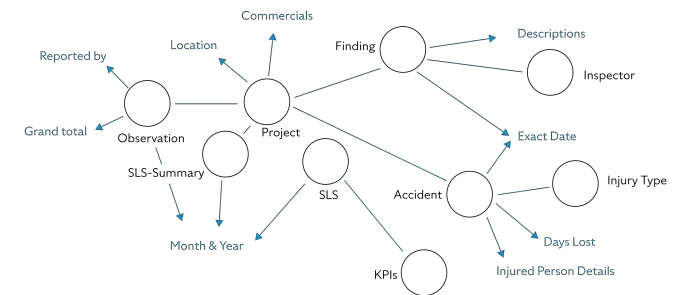 Commercials
Descriptions
Location
Finding
Reported by
Inspector
Grand total
Project
Observation
Exact Date
SLS-Summary
Injury Type
SLS
Accident
Month & Year
Days Lost
KPIs
Injured Person Details